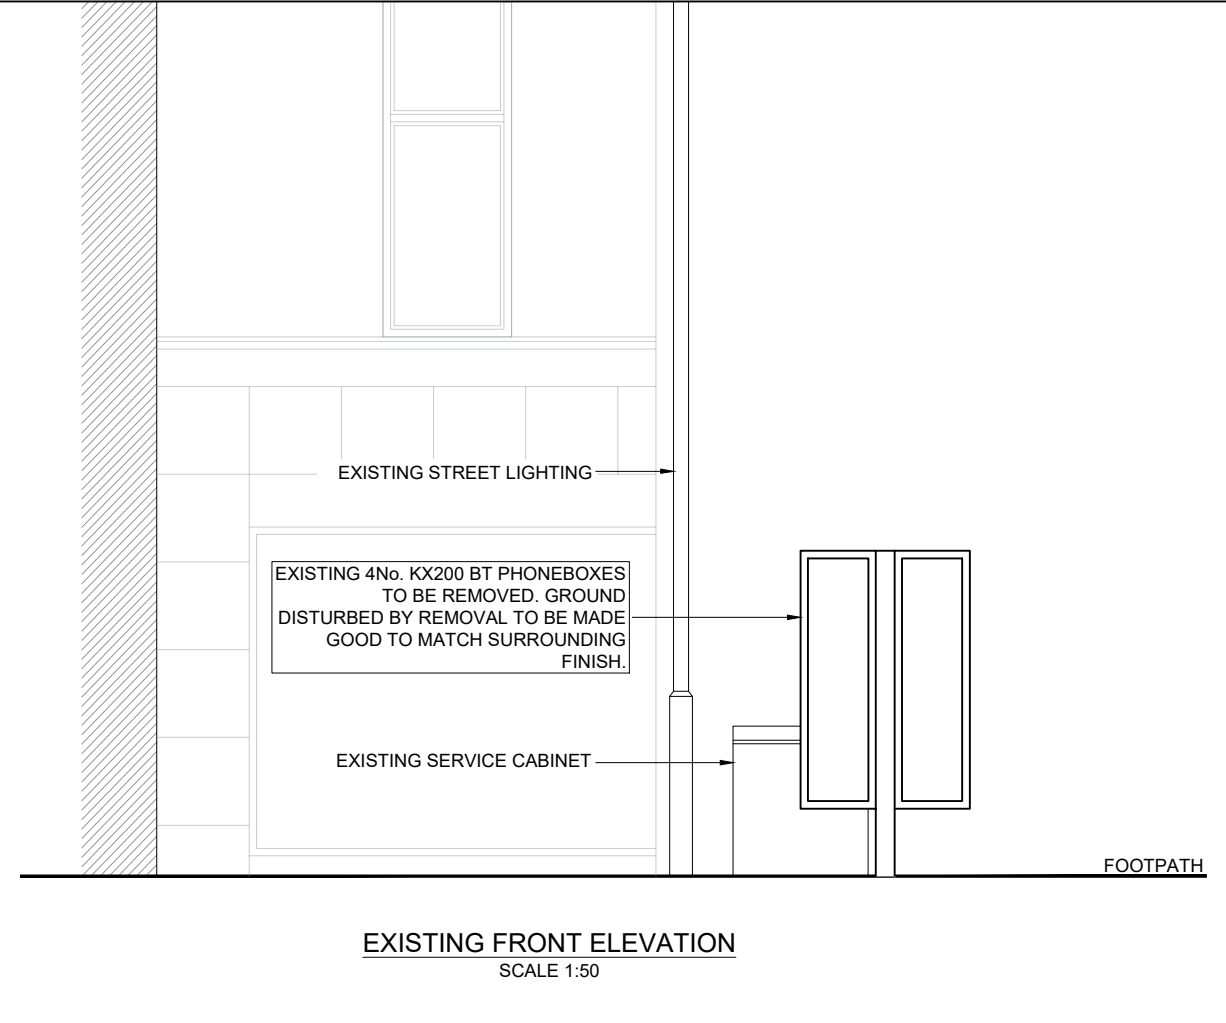 EXISTING STREET LIGHTING
EXISTING 4No. KX200 BT PHONEBOXES
TO BE REMOVED. GROUND
DISTURBED BY REMOVAL TO BE MADE
GOOD TO MATCH SURROUNDING
FINISH.
EXISTING SERVICE CABINET
FOOTPATH
EXISTING FRONT ELEVATION
SCALE 1:50